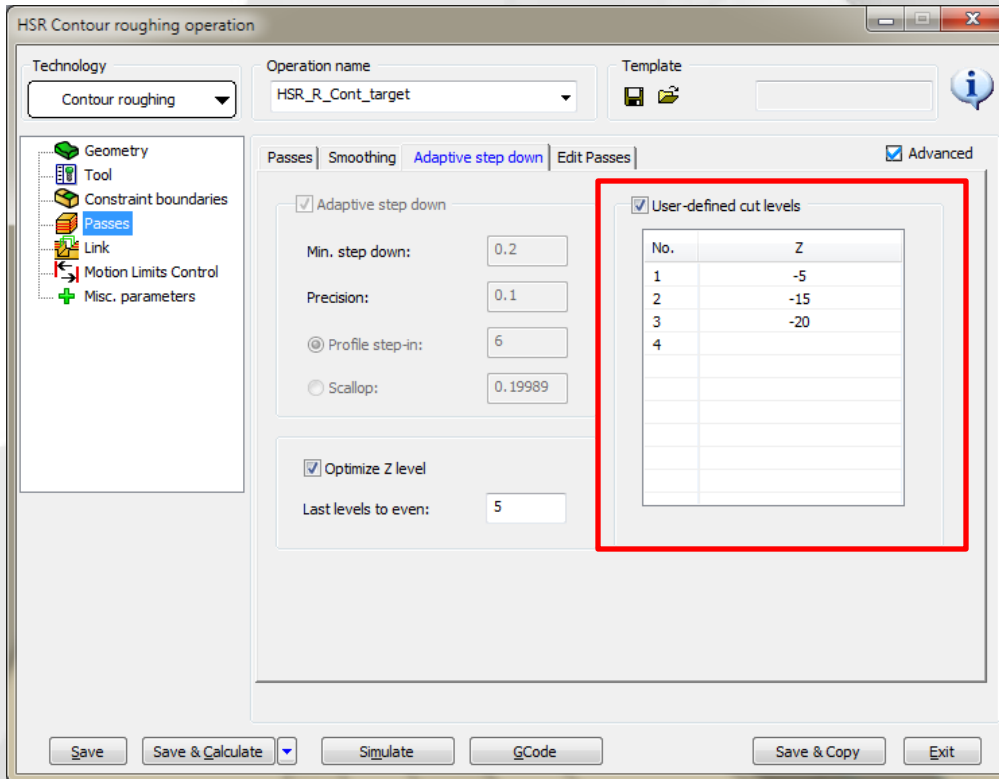 HSR Contour roughing operation
Technology
Contour roughing
Operation name
HSR_R_Cont_target
Template
Geometry
Tool
Constraint boundaries
Passes
Link
Motion Limits Control
Misc. parameters
Passes Smoothing Adaptive step down Edit Passes
Advanced
Adaptive step down
Min. step down: 0.2
Precision: 0.1
Profile step-in: 6
Scallop: 0.19989
Optimize Z level
Last levels to even: 5
User-defined cut levels
No. Z
1 -5
2 -15
3 -20
4
Save Save & Calculate Simulate GCode Save & Copy Exit